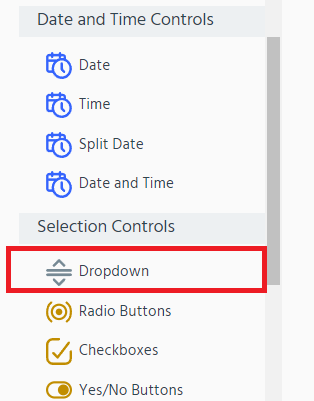 Date and Time Controls
Date
Time
Split Date
Date and Time
Selection Controls
Dropdown
Radio Buttons
Checkboxes
Yes/No Buttons